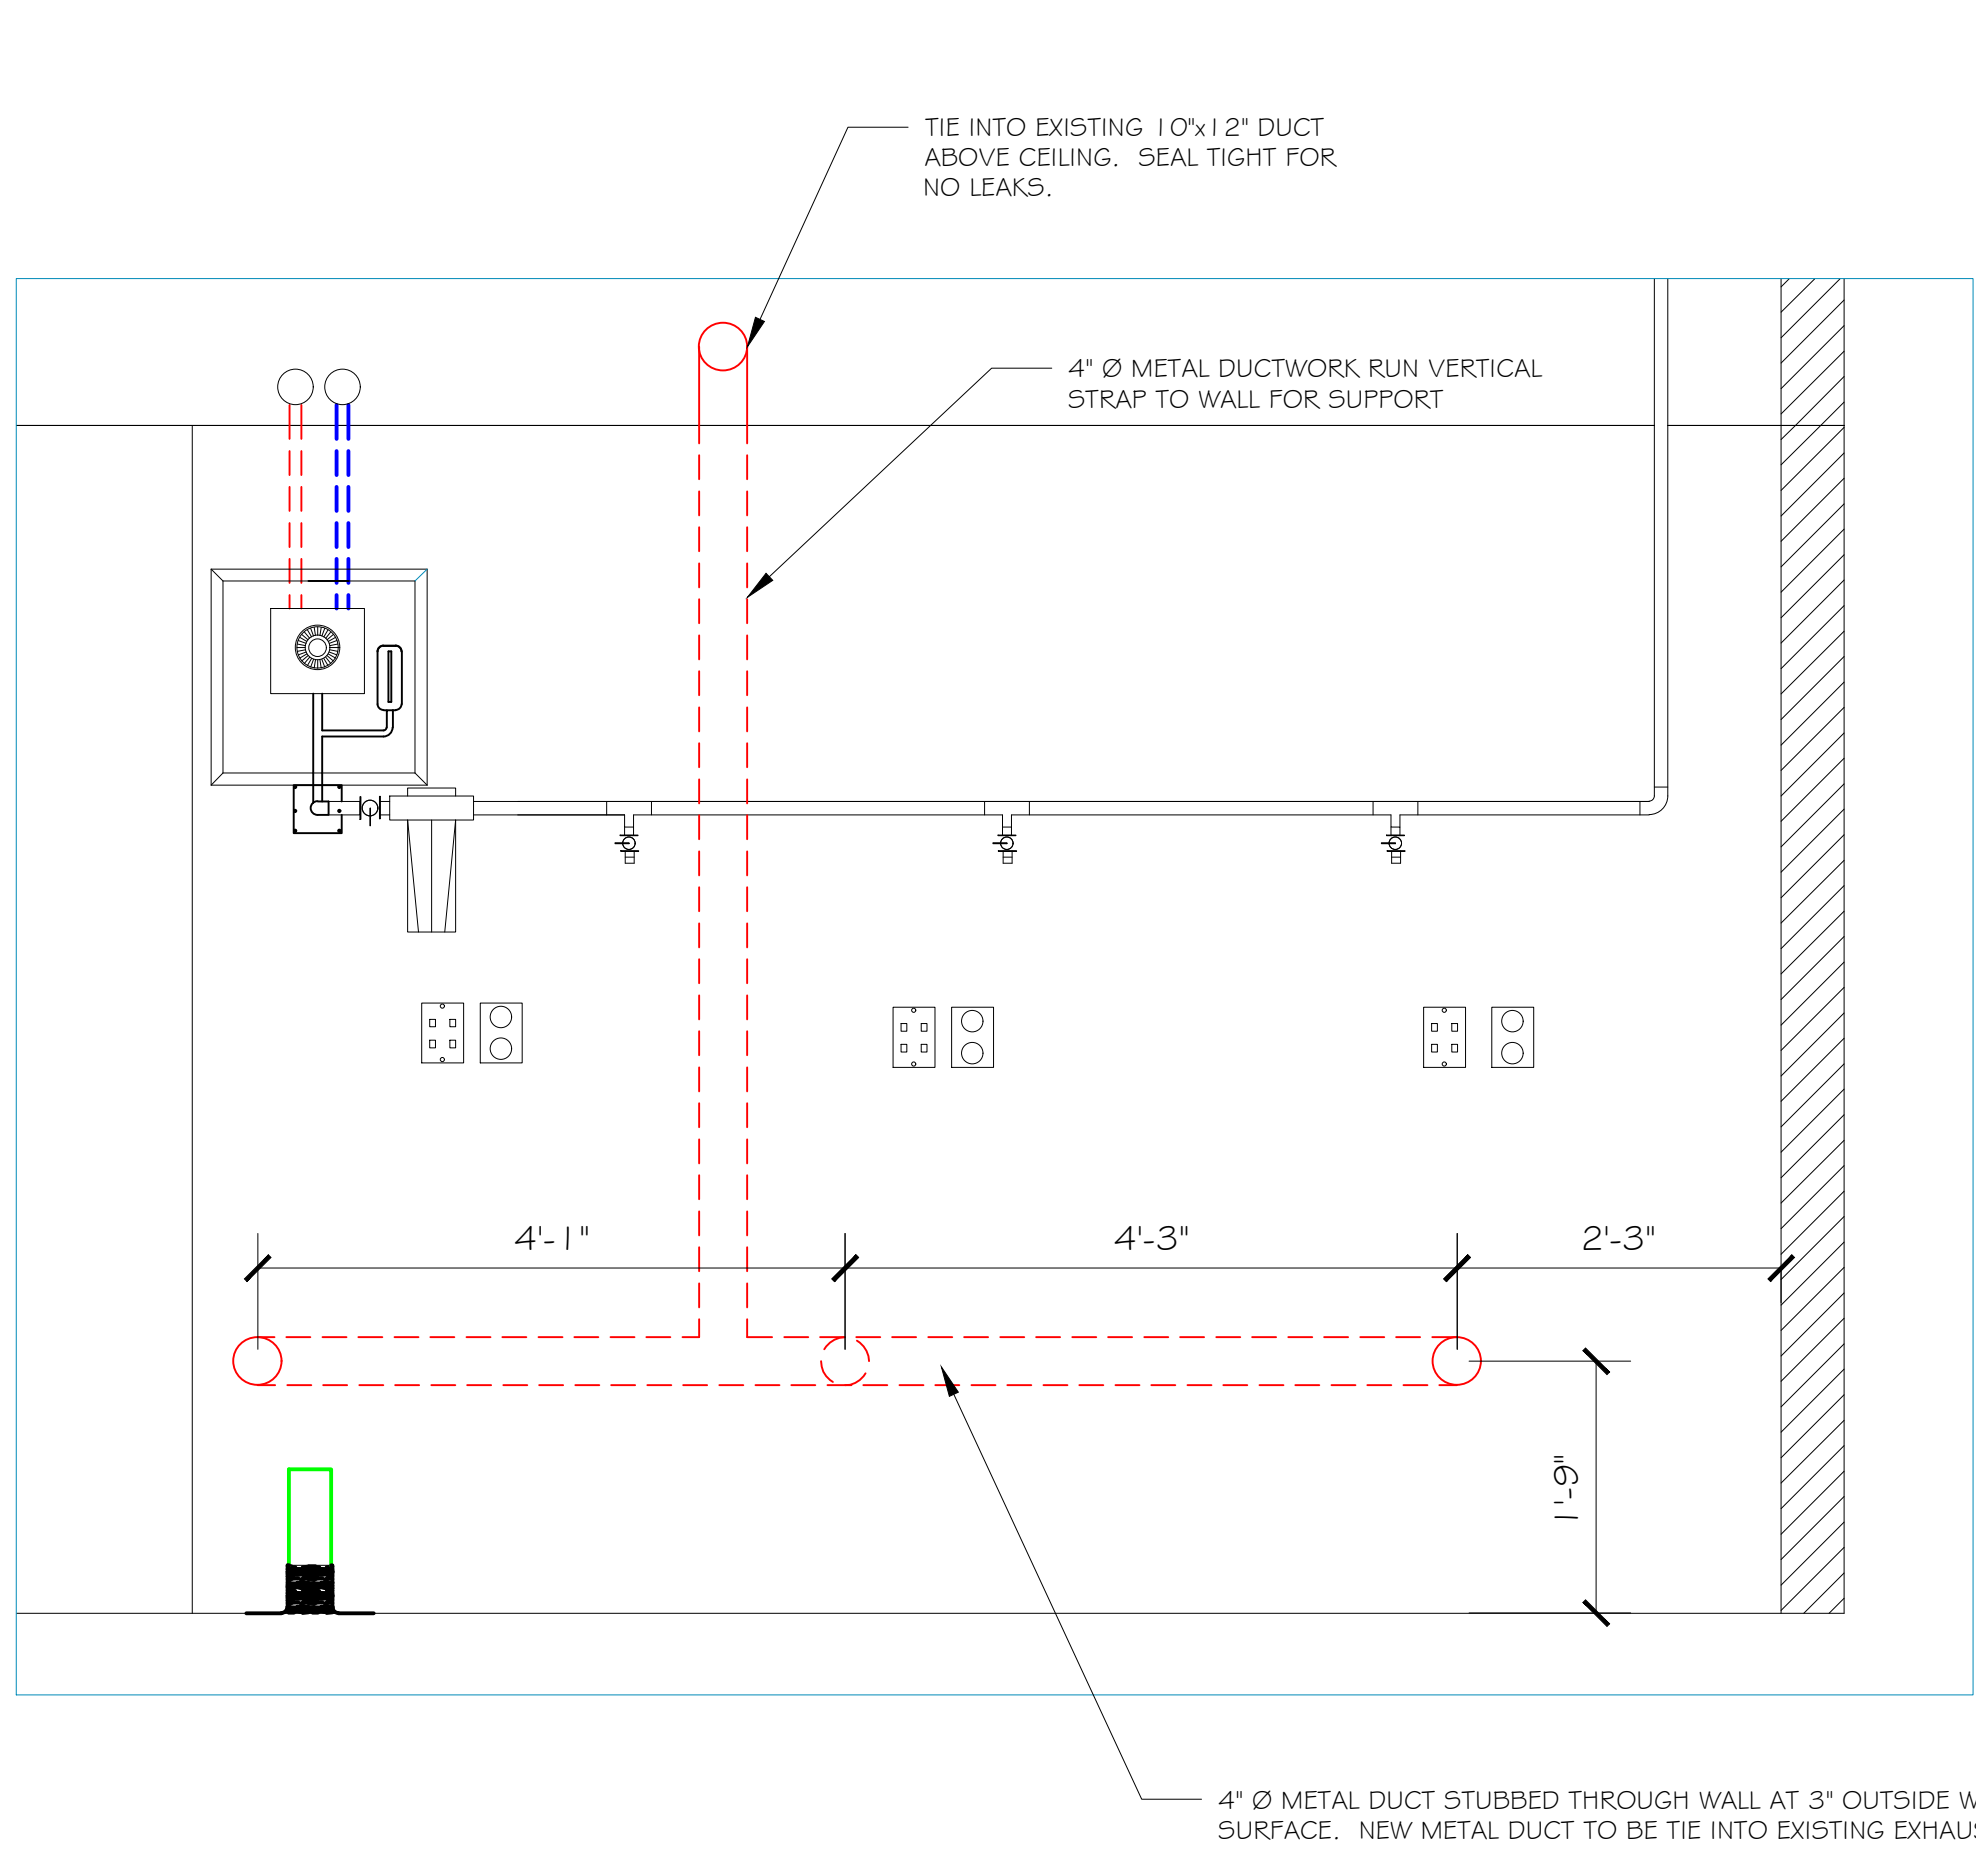 TIE INTO EXISTING 10"x12" DUCT
ABOVE CEILING. SEAL TIGHT FOR
NO LEAKS.
4" Ø METAL DUCTWORK RUN VERTICAL
STRAP TO WALL FOR SUPPORT
4'-1"
4'-3"
2'-3"
1'-9"
4" Ø METAL DUCT STUBBED THROUGH WALL AT 3" OUTSIDE
SURFACE. NEW METAL DUCT TO BE TIE INTO EXISTING